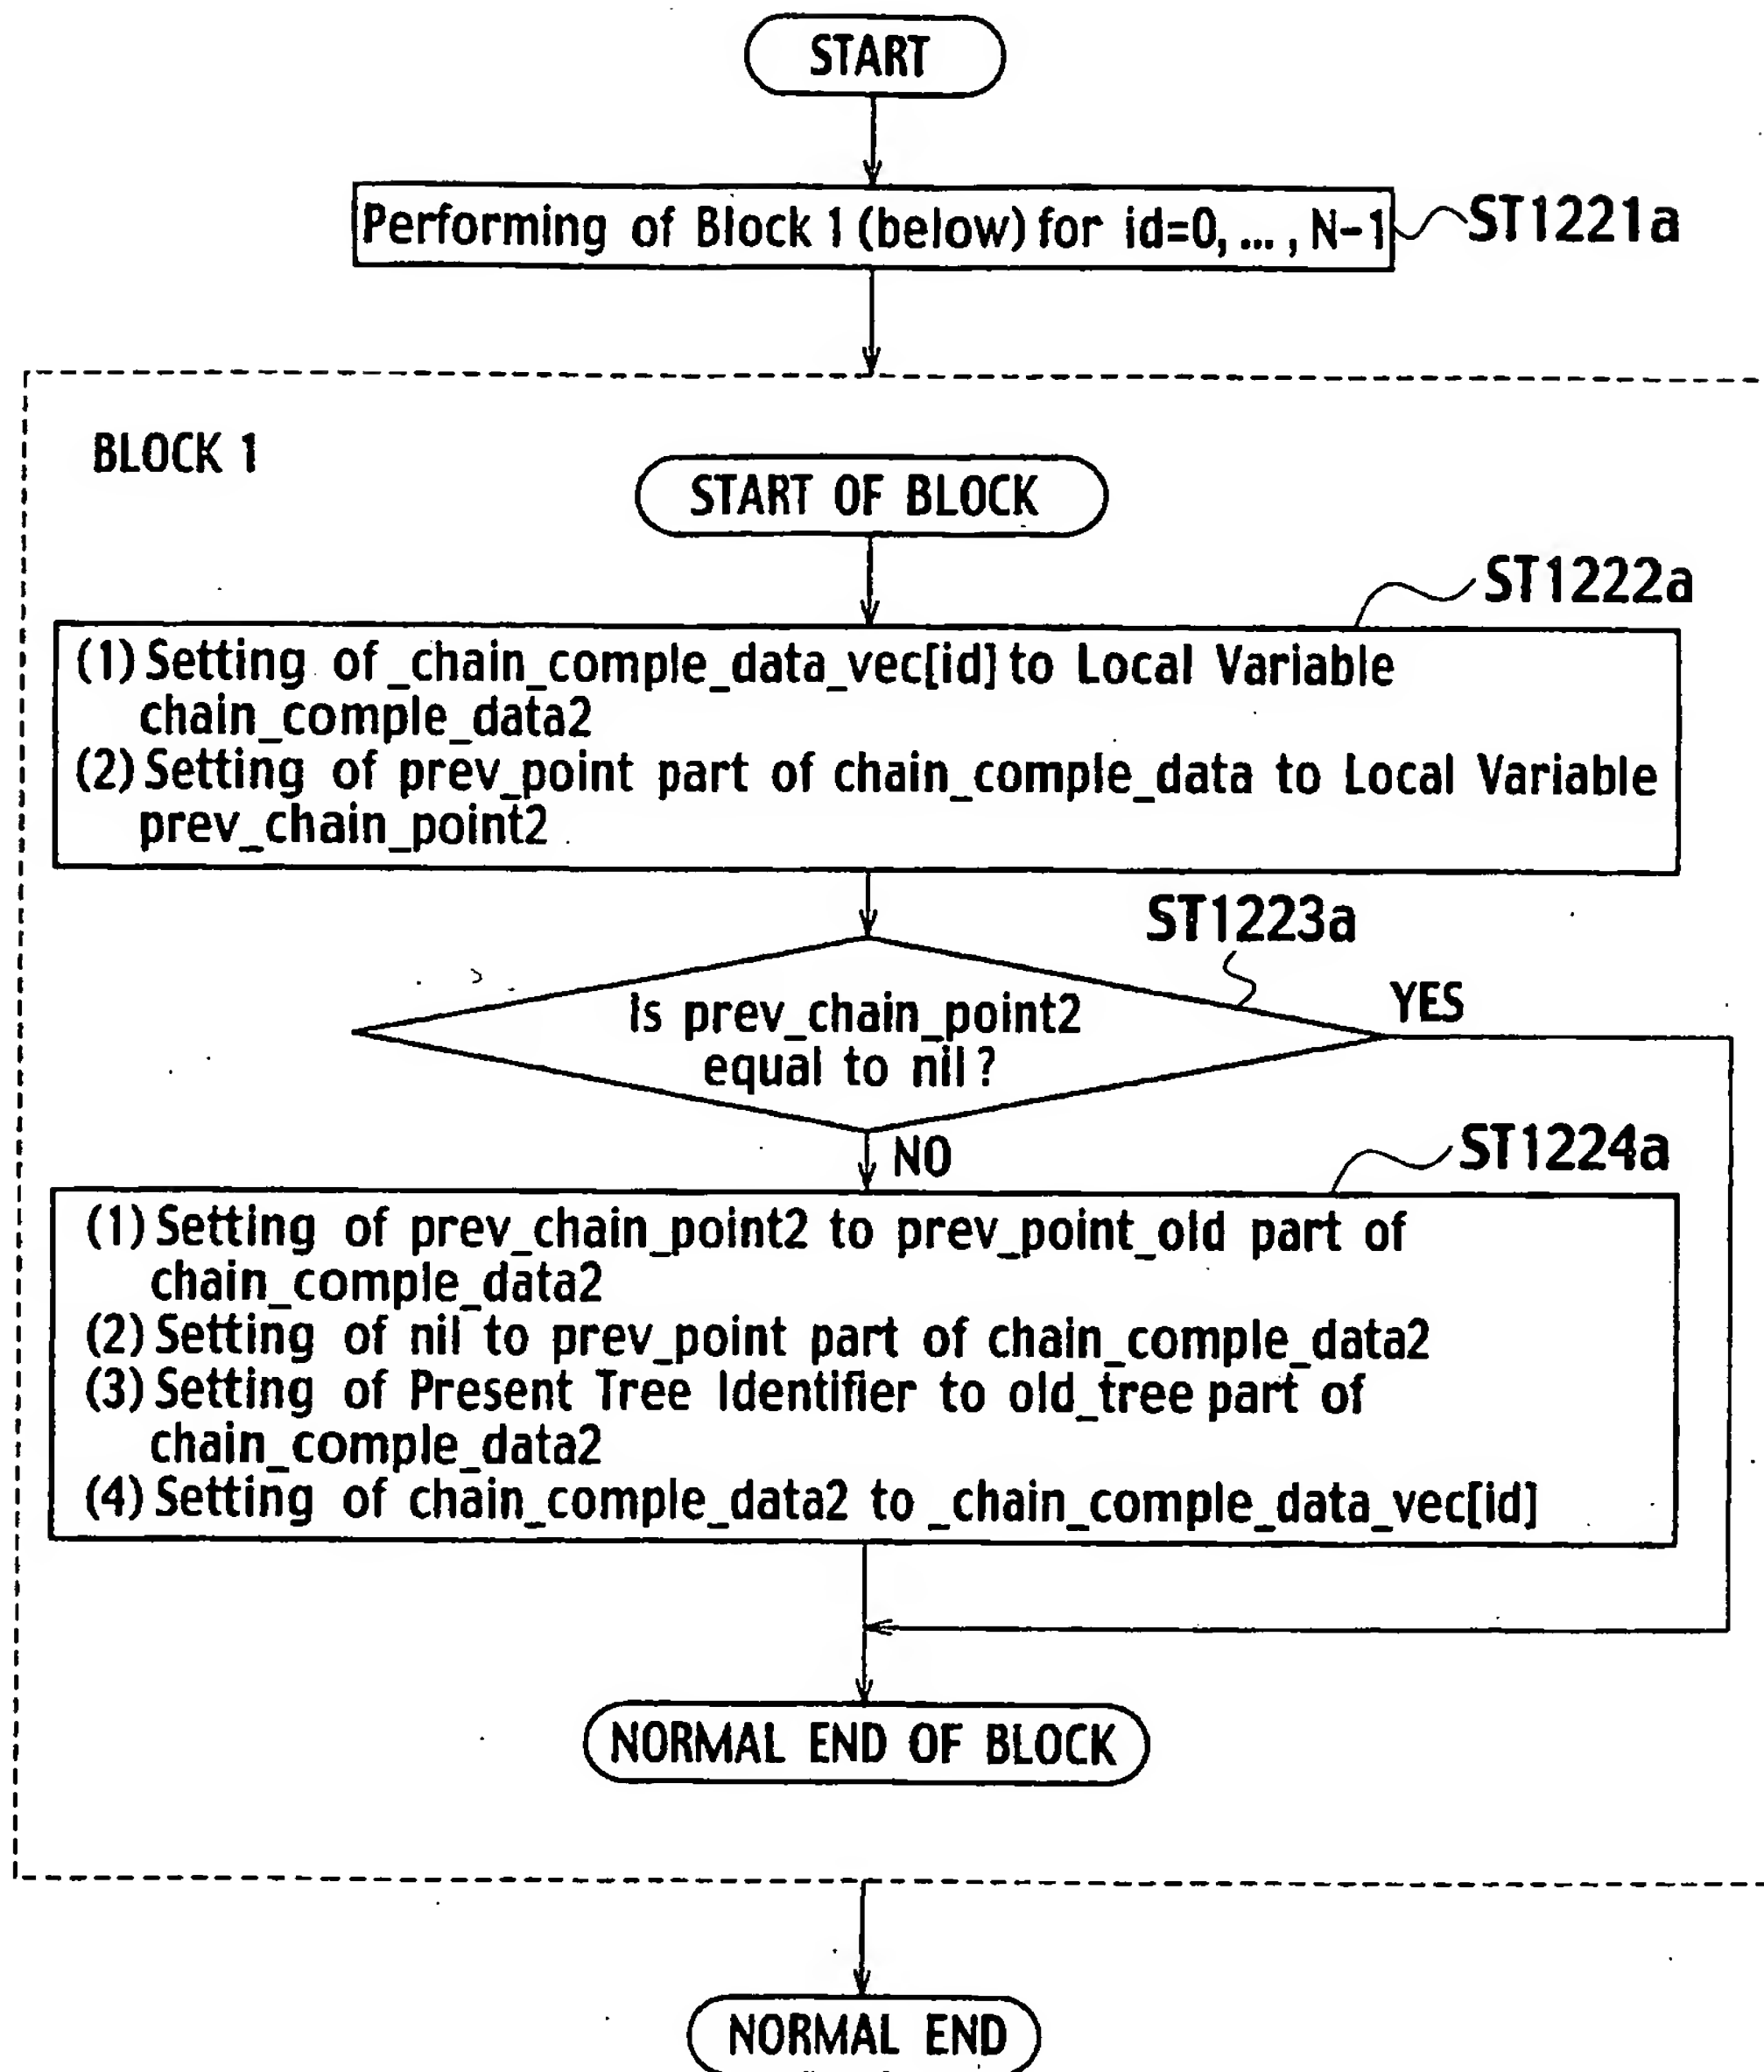 START
Performing of Block 1 (below) for id=0, ... , N-1
ST1221a
BLOCK 1
START OF BLOCK
ST1222a
(1) Setting of _chain_comple_data_vec[id] to Local Variable
chain_comple_data2
(2) Setting of prev_point part of chain_comple_data to Local Variable
prev_chain_point2
ST1223a
Is prev_chain_point2
equal to nil?
YES
NO
ST1224a
(1) Setting of prev_chain_point2 to prev_point_old part of
chain_comple_data2
(2) Setting of nil to prev_point part of chain_comple_data2
(3) Setting of Present Tree Identifier to old_tree part of
chain_comple_data2
(4) Setting of chain_comple_data2 to _chain_comple_data_vec[id]
NORMAL END OF BLOCK
NORMAL END